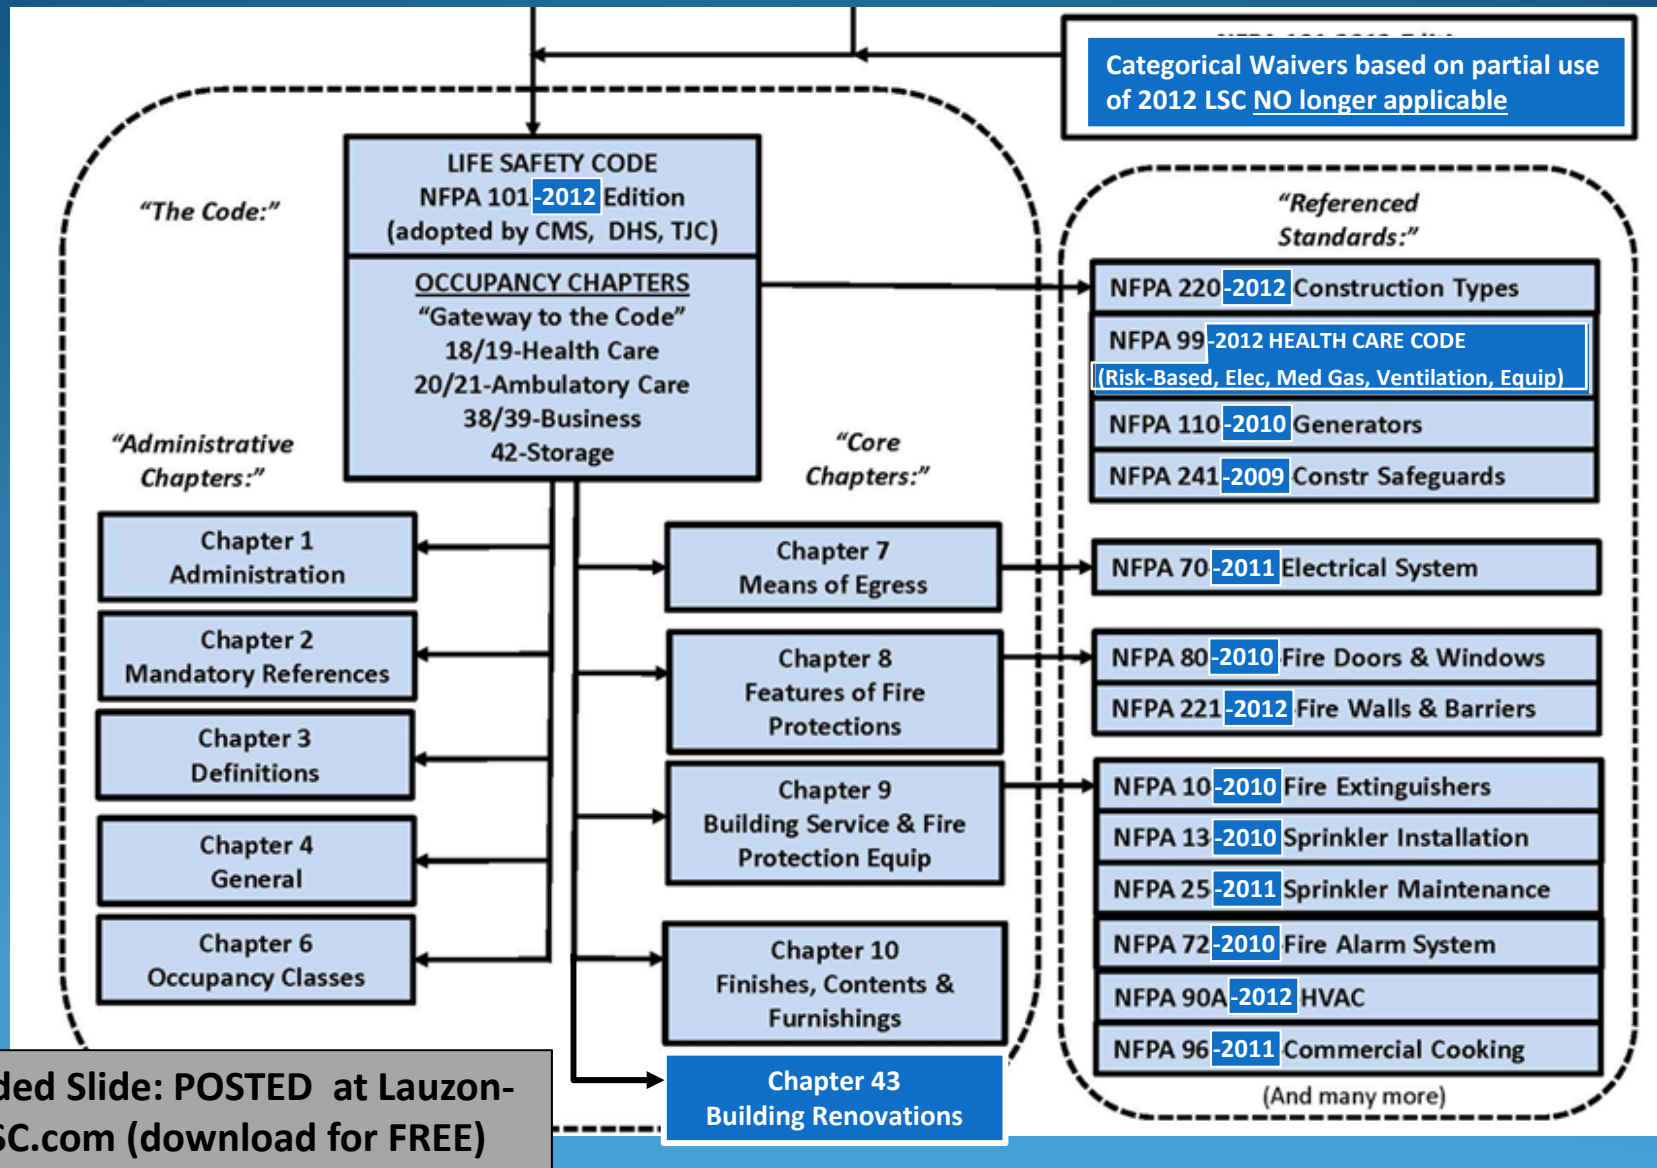 Categorical Waivers based on partial use
of 2012 LSC NO longer applicable
“The Code:”
LIFE SAFETY CODE
NFPA 101-2012 Edition
(adopted by CMS, DHS, TJC)
OCCUPANCY CHAPTERS
“Gateway to the Code”
18/19-Health Care
20/21-Ambulatory Care
38/39-Business
42-Storage
“Administrative
Chapters:”
Chapter 1
Administration
Chapter 2
Mandatory References
Chapter 3
Definitions
Chapter 4
General
Chapter 6
Occupancy Classes
“Core
Chapters:”
Chapter 7
Means of Egress
Chapter 8
Features of Fire
Protections
Chapter 9
Building Service & Fire
Protection Equip
Chapter 10
Finishes, Contents &
Furnishings
Chapter 43
Building Renovations
“Referenced
Standards:”
NFPA 220-2012 Construction Types
NFPA 99-2012 HEALTH CARE CODE
(Risk-Based, Elec, Med Gas, Ventilation, Equip)
NFPA 110-2010 Generators
NFPA 241-2009 Constr Safeguards
NFPA 70-2011 Electrical System
NFPA 80-2010 Fire Doors & Windows
NFPA 221-2012 Fire Walls & Barriers
NFPA 10-2010 Fire Extinguishers
NFPA 13-2010 Sprinkler Installation
NFPA 25-2011 Sprinkler Maintenance
NFPA 72-2010 Fire Alarm System
NFPA 90A-2012 HVAC
NFPA 96-2011 Commercial Cooking
(And many more)
Slide: POSTED at Lauzon-
SC.com (download for FREE)